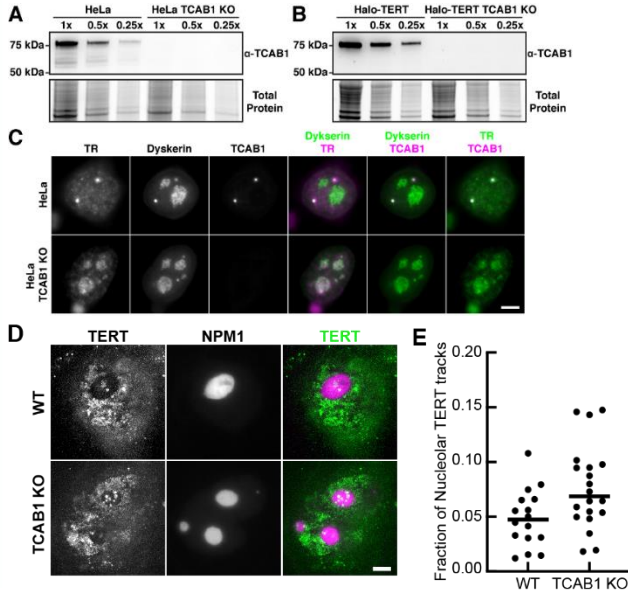 A
HeLa HeLa TCAB1 KO
1x 0.5x 0.25x 1x 0.5x 0.25x
75 kDa
α-TCAB1
50 kDa
Total
Protein
B
Halo-TERT Halo-TERT TCAB1 KO
1x 0.5x 0.25x 1x 0.5x 0.25x
75 kDa
α-TCAB1
50 kDa
Total
Protein
C
Dykserin Dykserin TR
TR Dyskerin TCAB1 TR TCAB1 TCAB1
HeLa
HeLa
TCAB1 KO
D
TERT NPM1 TERT
WT
TCAB1 KO
E
Fraction of Nucleolar TERT tracks
0.20
0.15
0.10
0.05
0.00
WT TCAB1 KO